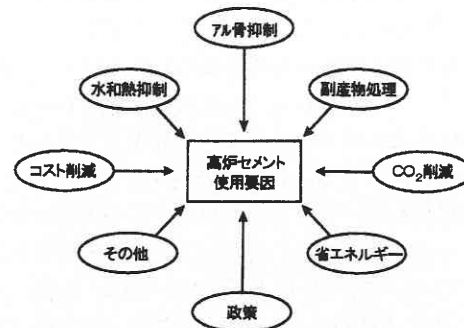 アル骨抑制
水和熱抑制
副産物処理
高炉セメント
使用要因
コスト削減
CO₂削減
その他
省エネルギー
政策